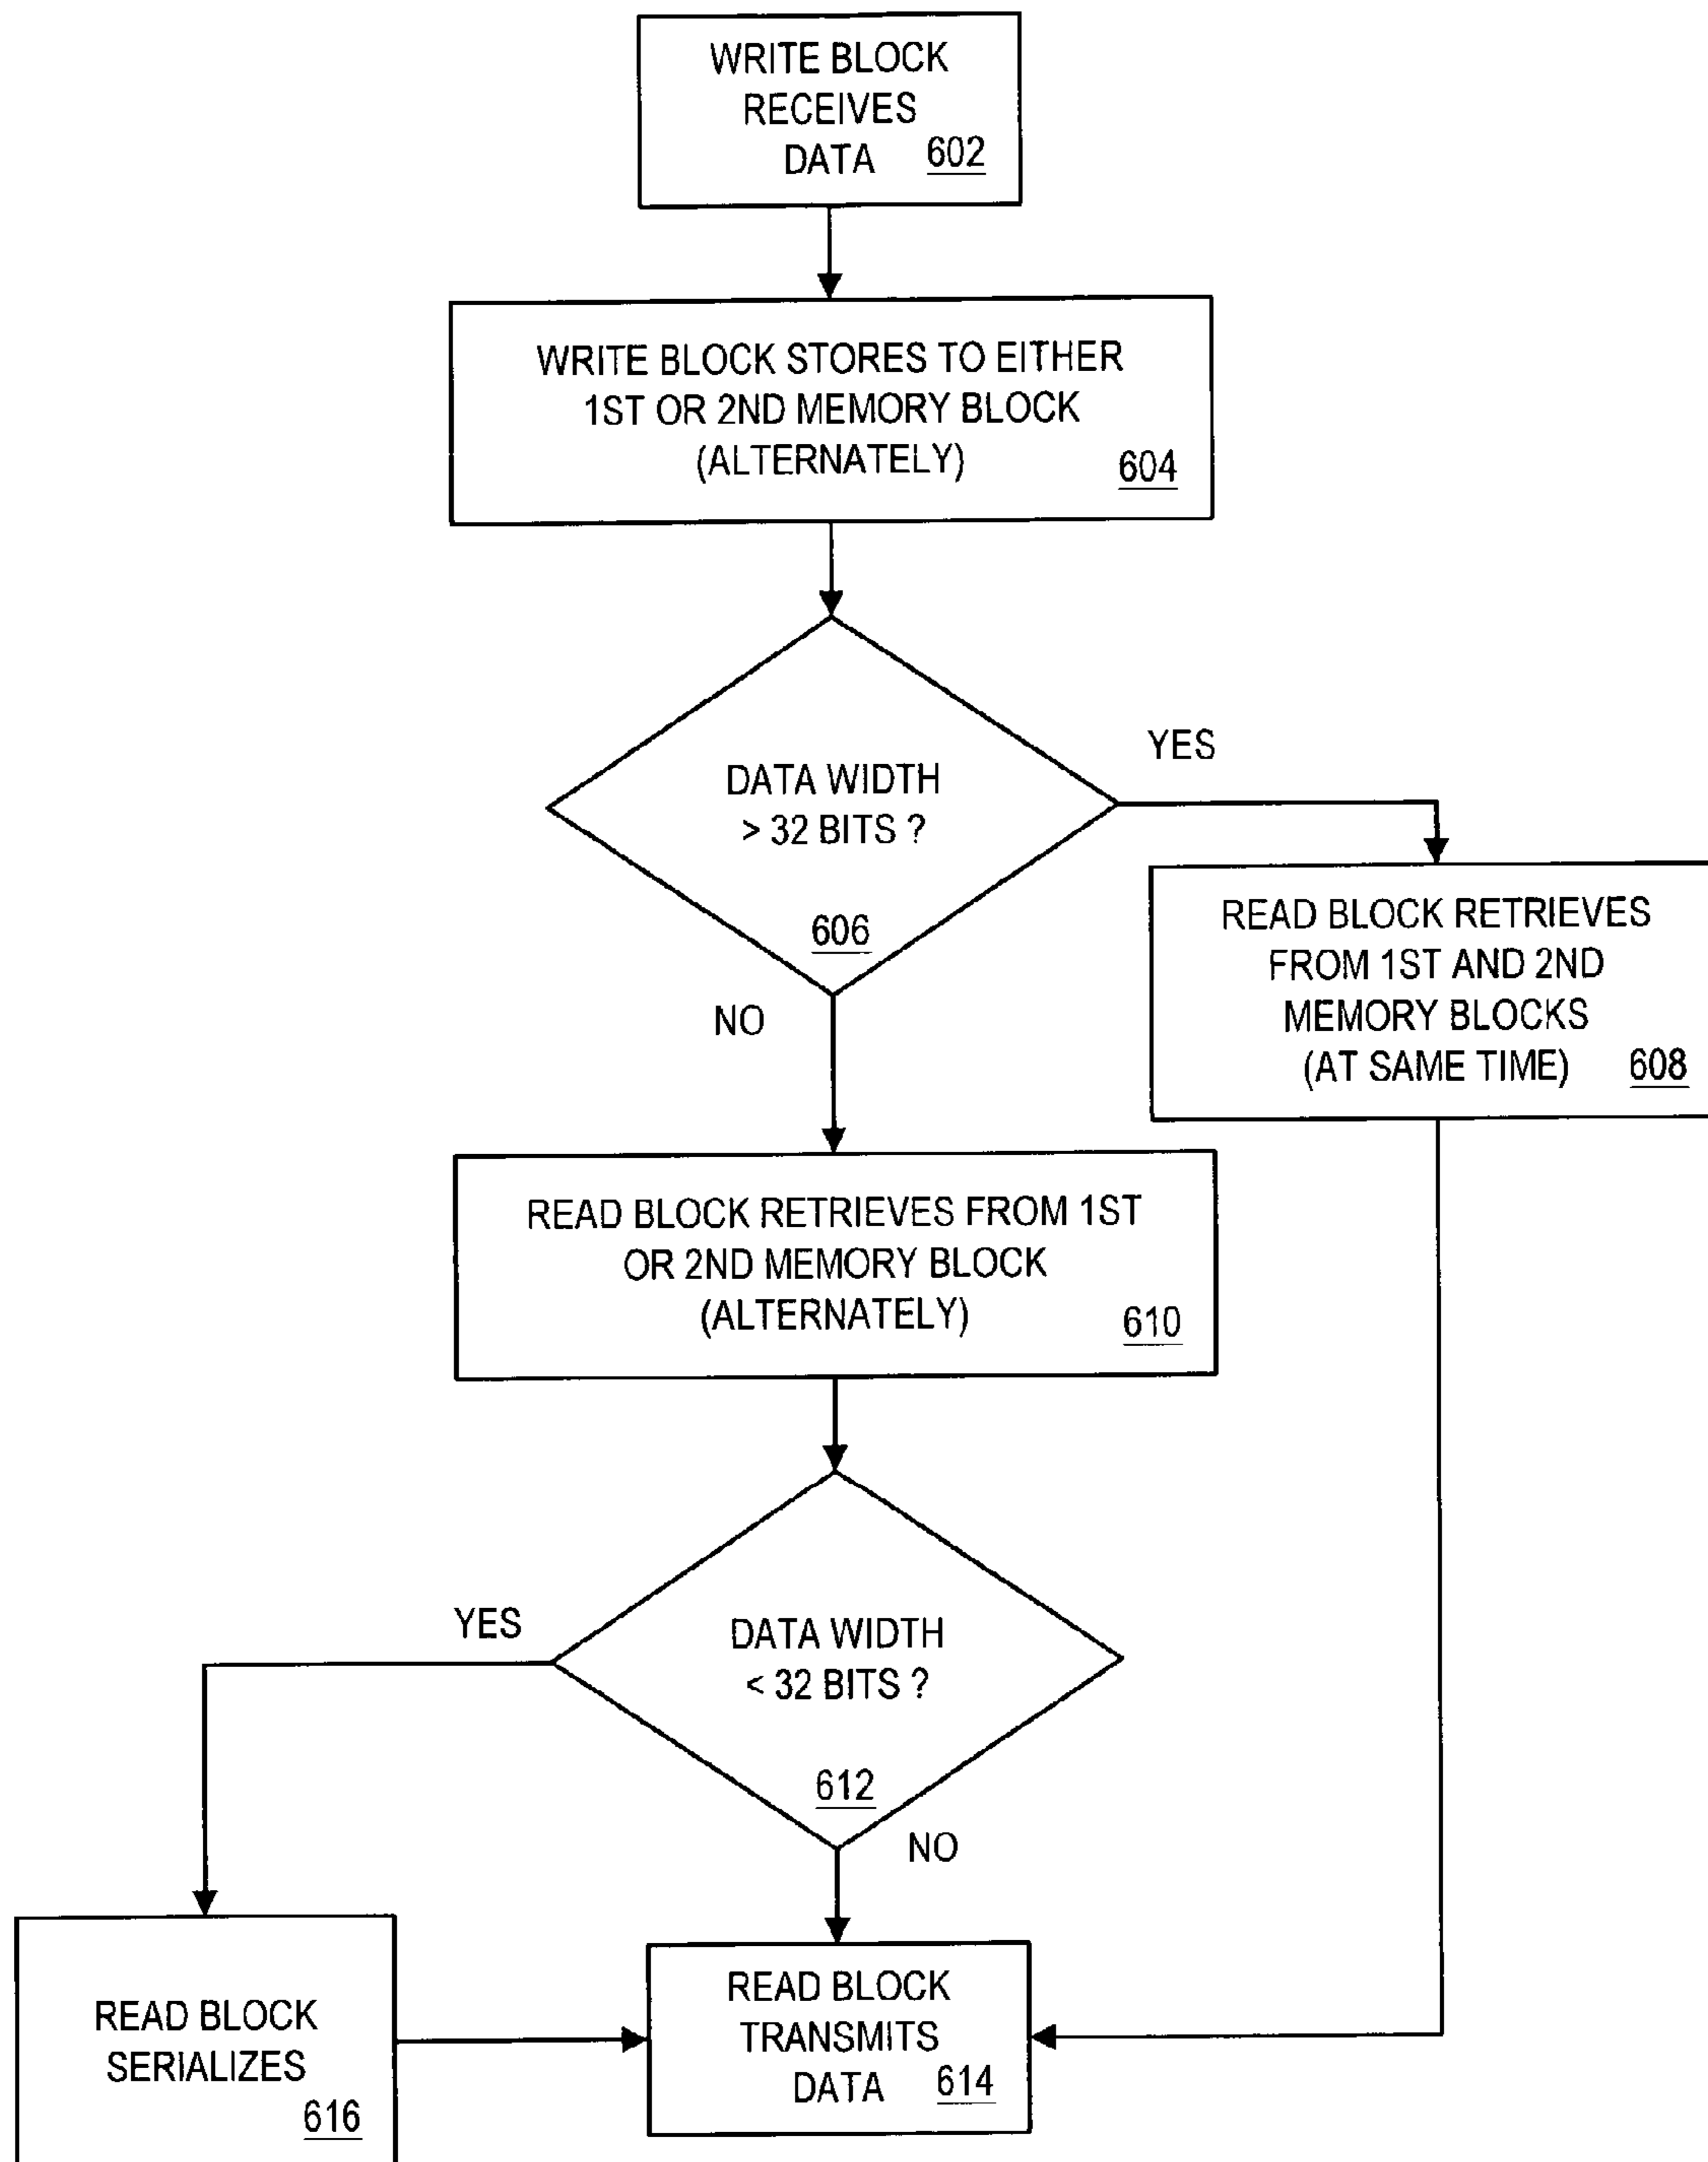 WRITE BLOCK
RECEIVES
DATA 602
WRITE BLOCK STORES TO EITHER
1ST OR 2ND MEMORY BLOCK
(ALTERNATELY) 604
DATA WIDTH
> 32 BITS ?
606
YES
NO
READ BLOCK RETRIEVES
FROM 1ST AND 2ND
MEMORY BLOCKS
(AT SAME TIME) 608
READ BLOCK RETRIEVES FROM 1ST
OR 2ND MEMORY BLOCK
(ALTERNATELY) 610
DATA WIDTH
< 32 BITS ?
612
YES
NO
READ BLOCK
SERIALIZES
616
READ BLOCK
TRANSMITS
DATA 614